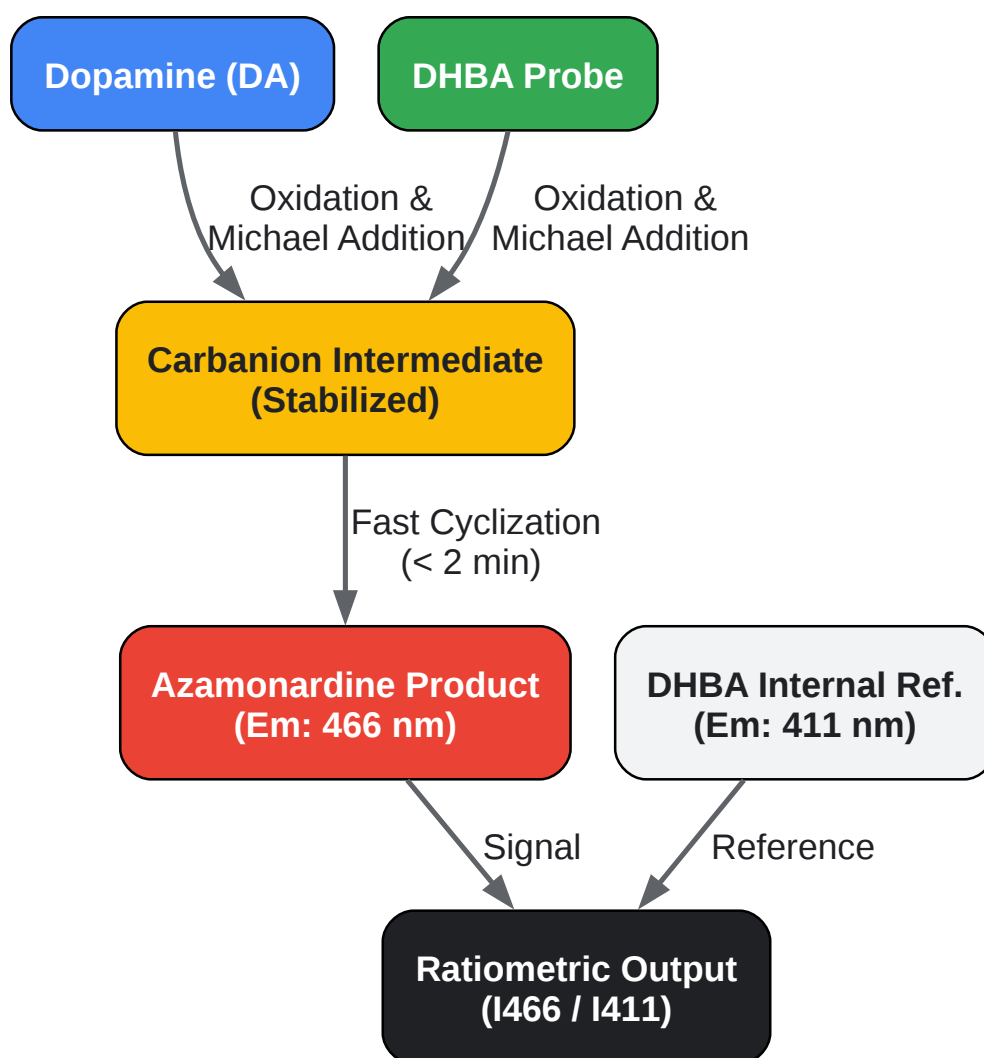 Dopamine (DA)
DHBA Probe
Oxidation &
Michael Addition
Oxidation &
Michael Addition
Carbanion Intermediate
(Stabilized)
Fast Cyclization
(< 2 min)
Azamonardine Product
(Em: 466 nm)
DHBA Internal Ref.
(Em: 411 nm)
Signal
Reference
Ratiometric Output
(I466 / I411)